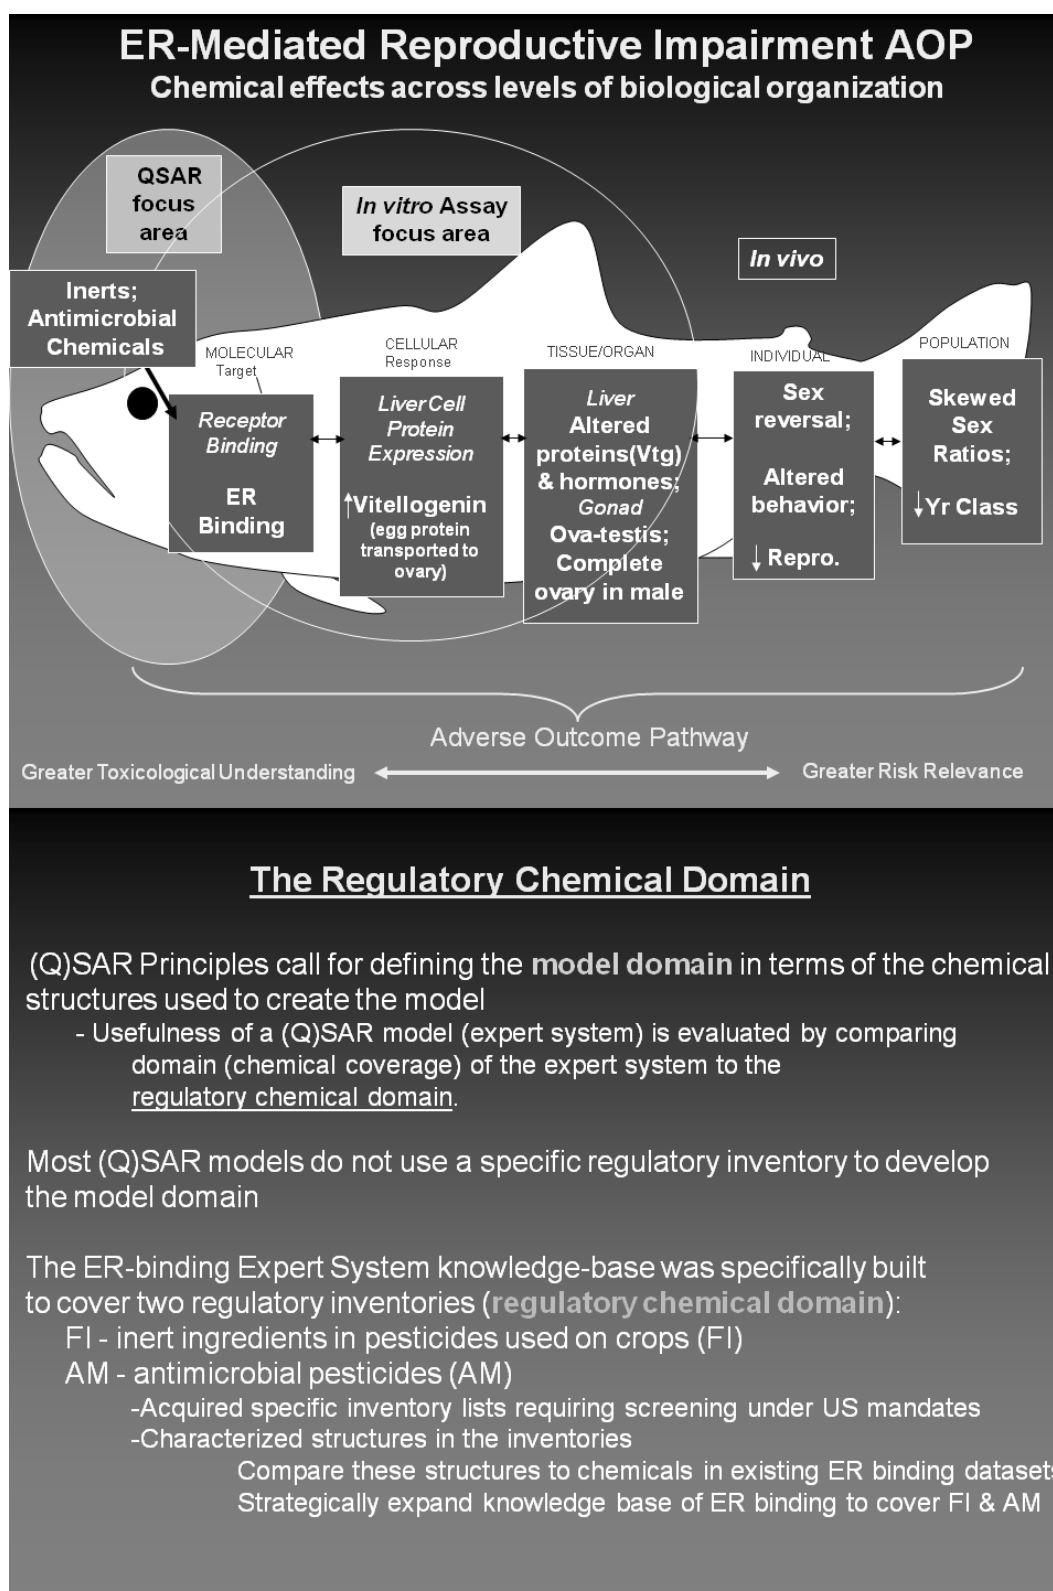 ER-Mediated Reproductive Impairment AOP
Chemical effects across levels of biological organization
QSAR
focus
area
In vitro Assay
focus area
In vivo
Inerts;
Antimicrobial
Chemicals
MOLECULAR
Target
Receptor
Binding
ER
Binding
CELLULAR
Response
Liver Cell
Protein
Expression
↑Vitellogenin
(egg protein
transported to
ovary)
TISSUE/ORGAN
Liver
Altered
proteins(Vtg)
& hormones;
Gonad
Ova-testis;
Complete
ovary in male
INDIVIDUAL
Sex
reversal;
Altered
behavior;
↓ Repro.
POPULATION
Skewed
Sex
Ratios;
↓Yr Class
Adverse Outcome Pathway
Greater Toxicological Understanding
Greater Risk Relevance
The Regulatory Chemical Domain
(Q)SAR Principles call for defining the model domain in terms of the chemical
structures used to create the model
- Usefulness of a (Q)SAR model (expert system) is evaluated by comparing
domain (chemical coverage) of the expert system to the
regulatory chemical domain.
Most (Q)SAR models do not use a specific regulatory inventory to develop
the model domain
The ER-binding Expert System knowledge-base was specifically built
to cover two regulatory inventories (regulatory chemical domain):
FI - inert ingredients in pesticides used on crops (FI)
AM - antimicrobial pesticides (AM)
-Acquired specific inventory lists requiring screening under US mandates
-Characterized structures in the inventories
Compare these structures to chemicals in existing ER binding datasets
Strategically expand knowledge base of ER binding to cover FI & AM